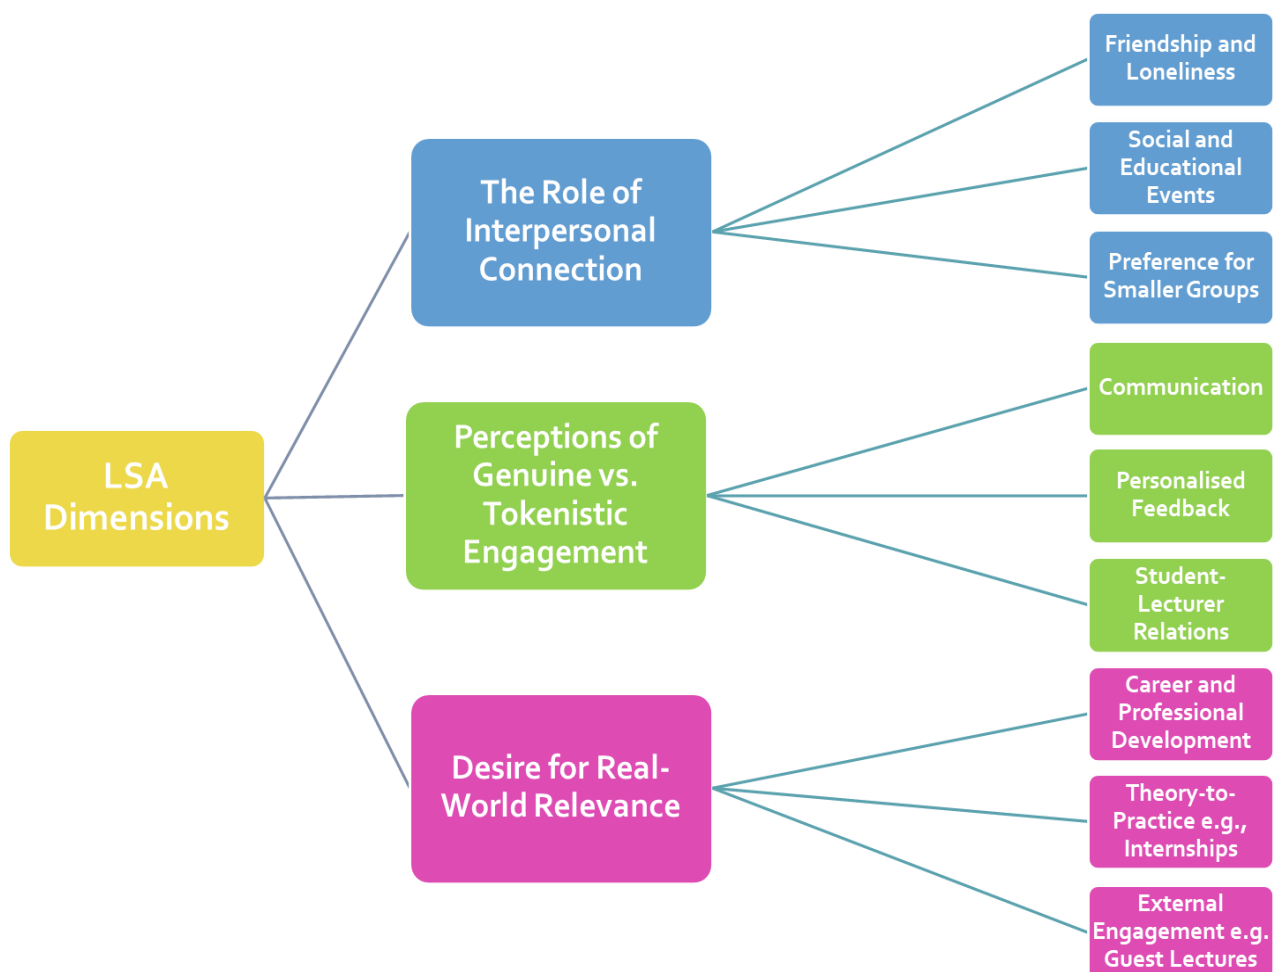 LSA
Dimensions
The Role of
Interpersonal
Connection
Friendship and
Loneliness
Social and
Educational
Events
Preference for
Smaller Groups
Perceptions of
Genuine vs.
Tokenistic
Engagement
Communication
Personalised
Feedback
Student-
Lecturer
Relations
Desire for Real-
World Relevance
Career and
Professional
Development
Theory-to-
Practice e.g.,
Internships
External
Engagement e.g.
Guest Lectures